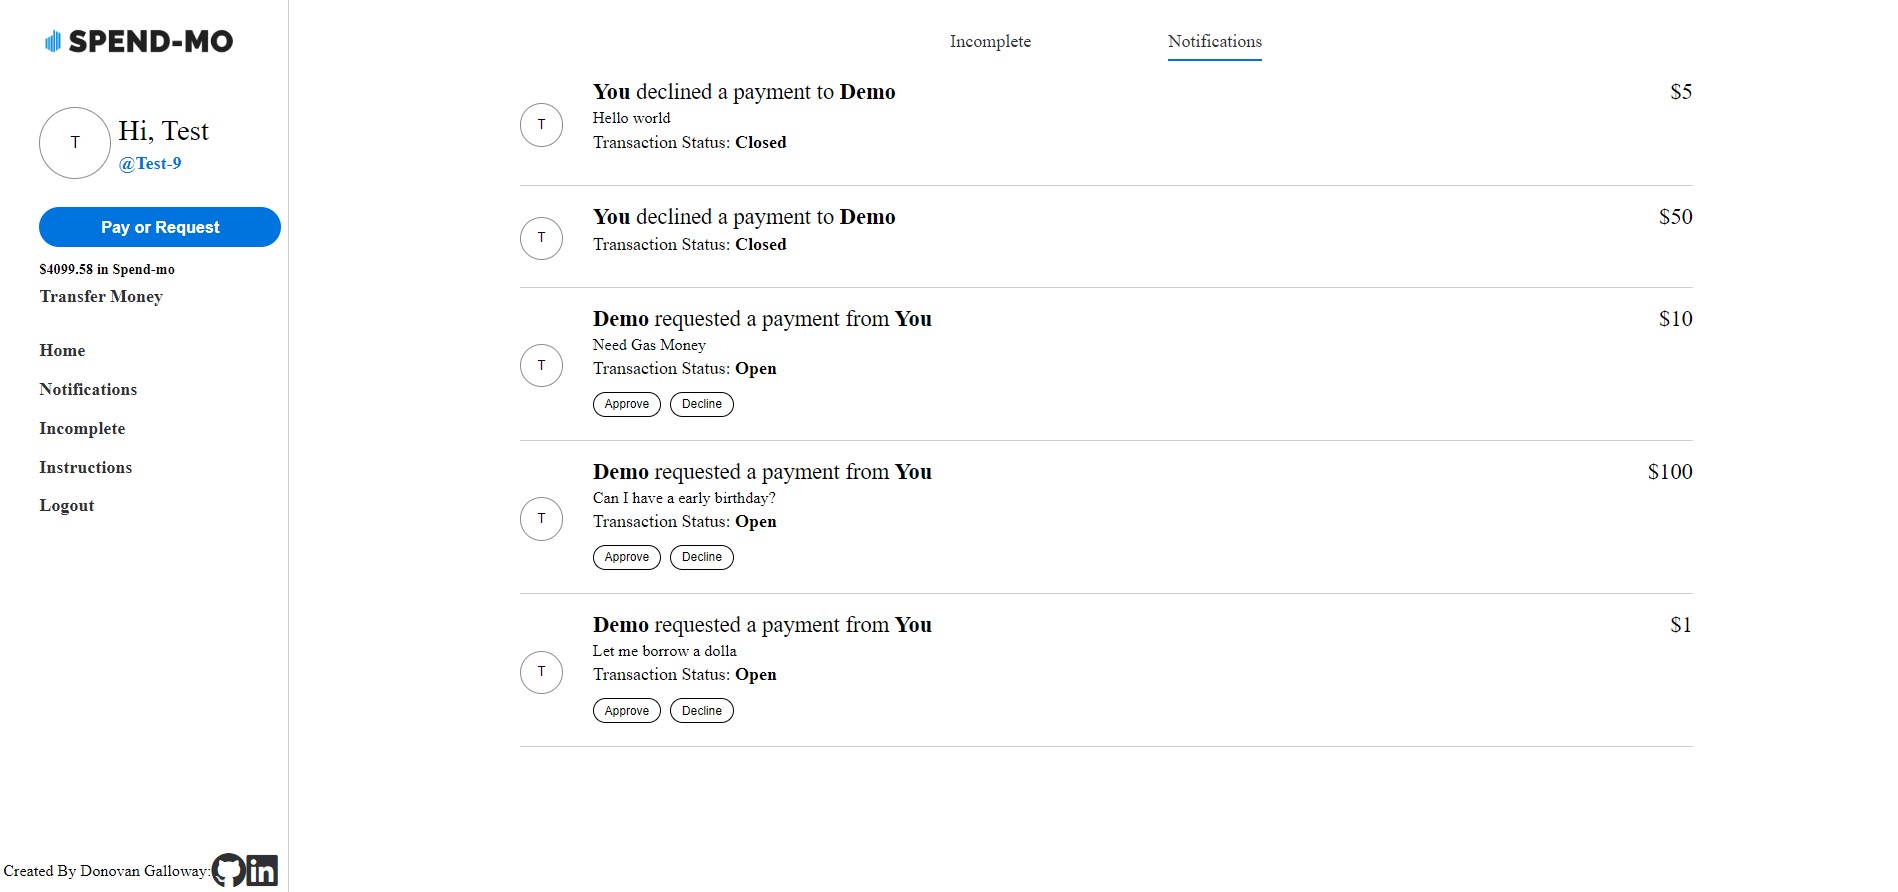 SPEND-MO
T
Hi, Test
@Test-9
Pay or Request
$4099.58 in Spend-mo
Transfer Money
Home
Notifications
Incomplete
Instructions
Logout
Created By Donovan Galloway:
in
Incomplete Notifications
You declined a payment to Demo $5
T
Hello world
Transaction Status: Closed
You declined a payment to Demo $50
T
Transaction Status: Closed
Demo requested a payment from You $10
Need Gas Money
T
Transaction Status: Open
Approve Decline
Demo requested a payment from You $100
Can I have a early birthday?
T
Transaction Status: Open
Approve Decline
Demo requested a payment from You $1
Let me borrow a dolla
T
Transaction Status: Open
Approve Decline